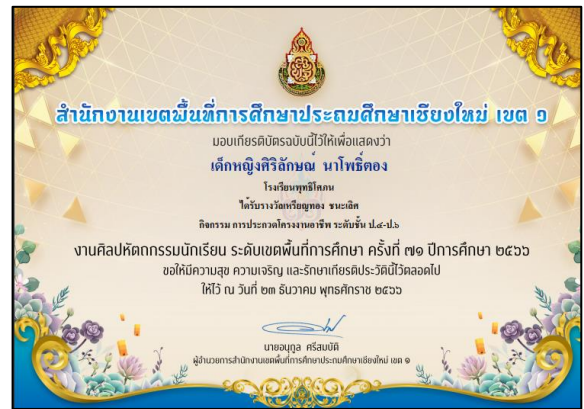 สำนักงานเขตพื้นที่การศึกษาประถมศึกษาเชียงใหม่ เขต ๑
มอบเกียรติบัตรฉบับนี้ไว้ให้เพื่อแสดงว่า
เด็กหญิงศิริลักษณ์ นาโพธิ์ตอง
โรงเรียนพุทธิโศภน
ได้รับรางวัลเหรียญทอง ชนะเลิศ
กิจกรรม การประกวดโครงงานอาชีพ ระดับชั้น ป.๔-ป.๖
งานศิลปหัตถกรรมนักเรียน ระดับเขตพื้นที่การศึกษา ครั้งที่ ๗๑ ปีการศึกษา ๒๕๖๖
ขอให้มีความสุข ความเจริญ และรักษาเกียรติประวัตินี้ไว้ตลอดไป
ให้ไว้ ณ วันที่ ๒๓ ธันวาคม พุทธศักราช ๒๕๖๖
นายอนุกูล ศรีสมบัติ
ผู้อำนวยการสำนักงานเขตพื้นที่การศึกษาประถมศึกษาเชียงใหม่ เขต ๑